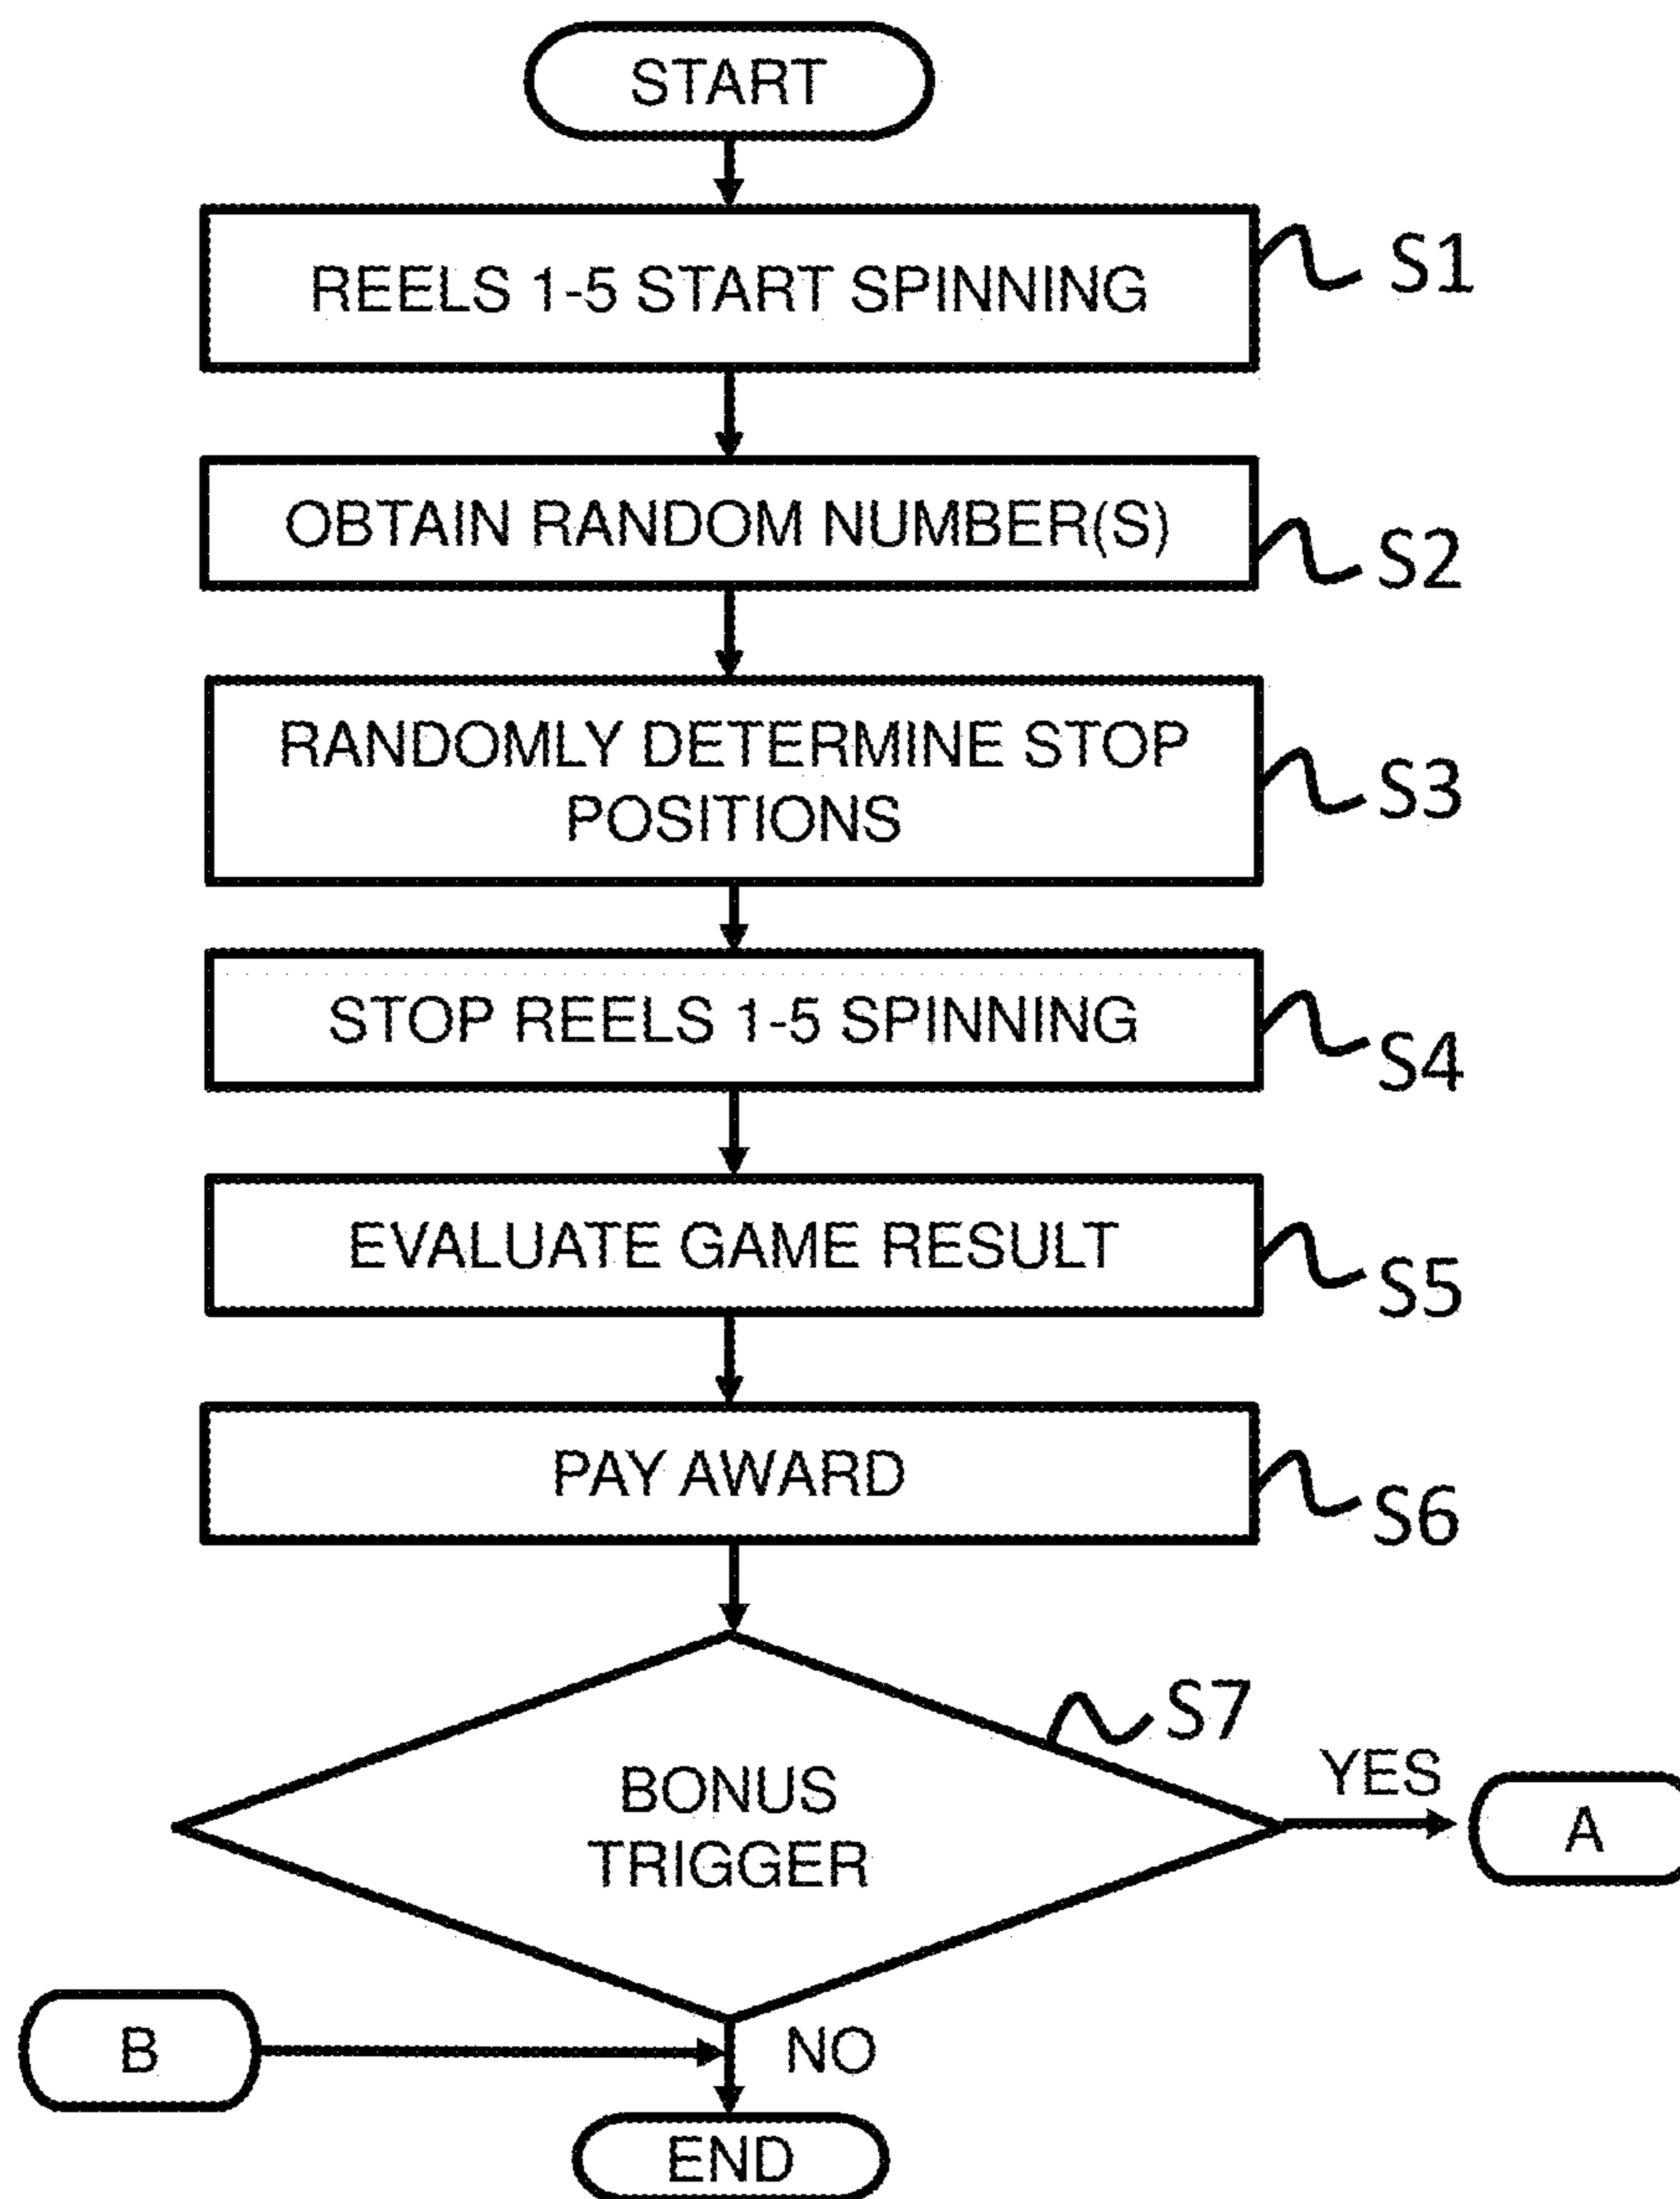 START
REELS 1-5 START SPINNING
S1
OBTAIN RANDOM NUMBER(S)
S2
RANDOMLY DETERMINE STOP
POSITIONS
S3
STOP REELS 1-5 SPINNING
S4
EVALUATE GAME RESULT
S5
PAY AWARD
S6
S7
BONUS
TRIGGER
YES
A
B
NO
END